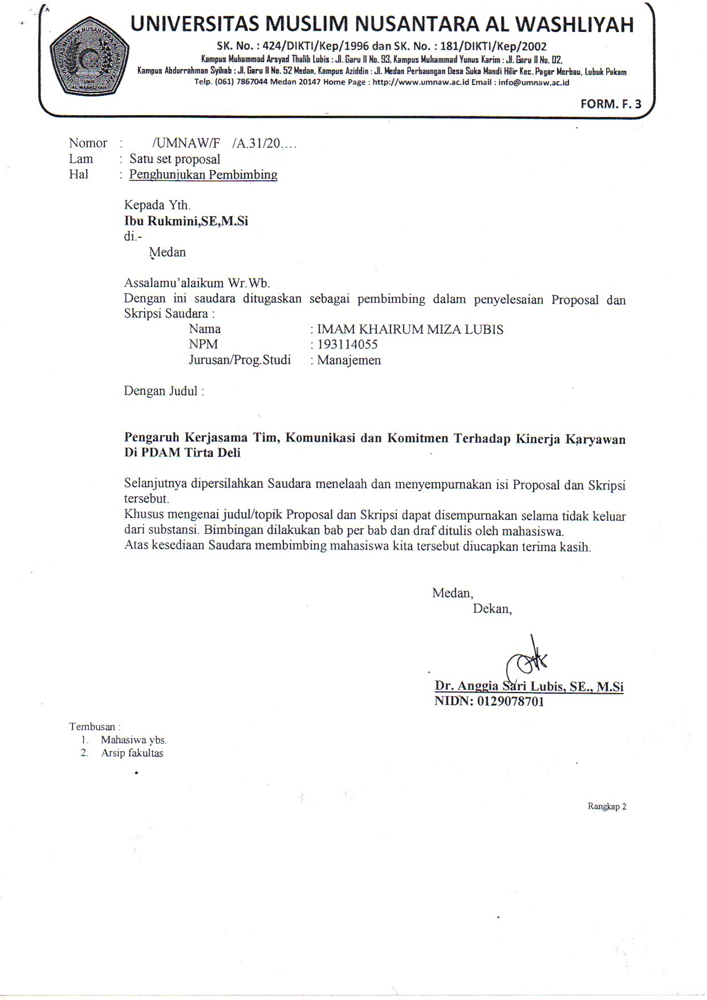 UNIVERSITAS MUSLIM NUSANTARA AL WASHLIYAH
SK. No. : 424/DIKTI/Kep/1996 dan SK. No. : 181/DIKTI/Kep/2002
Kampus Muhammad Arsyad Thalib Lubis : Jl. Garu II No. 93, Kampus Muhammad Yunus Karim : Jl. Garu II No. 02,
Kampus Abdurrahman Syihab : Jl. Garu II No. 52 Medan, Kampus Aziddin : Jl. Medan Perbaungan Desa Suka Mandi Hilir Kec. Pagar Merbau, Lubuk Pakam
Telp. (061) 7867044 Medan 20147 Home Page : http://www.umnaw.ac.id Email : info@umnaw.ac.id
UMN
AL WASHLIYAH
FORM. F. 3
Nomor : /UMNAW/F /A.31/20....
Lam : Satu set proposal
Hal : Penghunjukan Pembimbing
Kepada Yth.
Ibu Rukmini,SE,M.Si
di.-
Medan
Assalamu’alaikum Wr.Wb.
Dengan ini saudara ditugaskan sebagai pembimbing dalam penyelesaian Proposal dan
Skripsi Saudara :
Nama : IMAM KHAIRUM MIZA LUBIS
NPM : 193114055
Jurusan/Prog.Studi : Manajemen
Dengan Judul :
Pengaruh Kerjasama Tim, Komunikasi dan Komitmen Terhadap Kinerja Karyawan
Di PDAM Tirta Deli
Selanjutnya dipersilahkan Saudara menelaah dan menyempurnakan isi Proposal dan Skripsi
tersebut.
Khusus mengenai judul/topik Proposal dan Skripsi dapat disempurnakan selama tidak keluar
dari substansi. Bimbingan dilakukan bab per bab dan draf ditulis oleh mahasiswa.
Atas kesediaan Saudara membimbing mahasiswa kita tersebut diucapkan terima kasih.
Medan,
Dekan,
Dr. Anggia Sari Lubis, SE., M.Si
NIDN: 0129078701
Tembusan :
1. Mahasiwa ybs.
2. Arsip fakultas
Rangkap 2